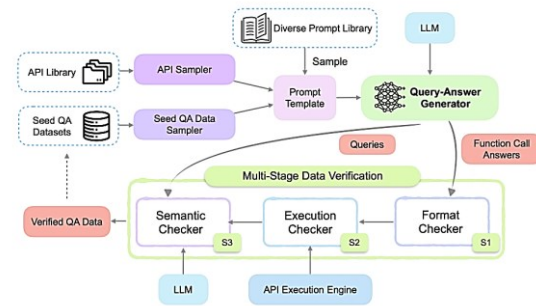 Diverse Prompt Library
LLM
API Library
API Sampler
Sample
Prompt
Template
Query-Answer
Generator
Seed QA
Datasets
Seed QA Data
Sampler
Queries
Function Call
Answers
Multi-Stage Data Verification
Verified QA Data
Semantic
Checker
S3
Execution
Checker
S2
Format
Checker
S1
LLM
API Execution Engine